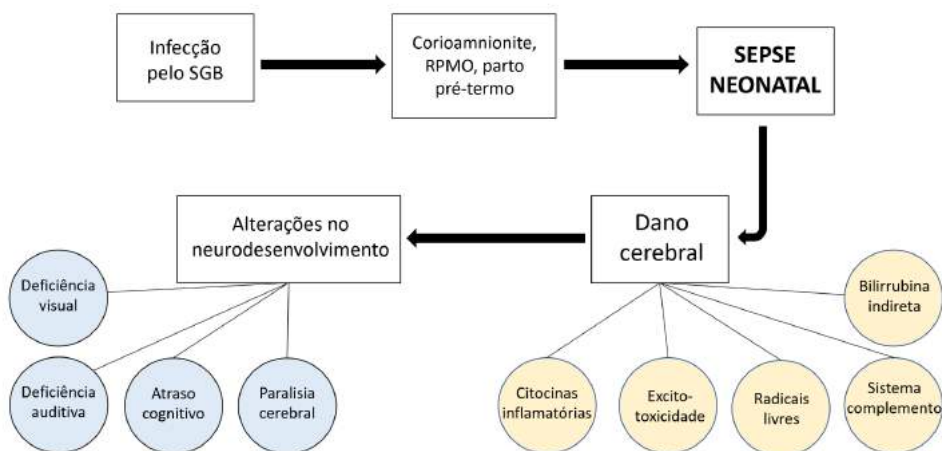 Infecção
pelo SGB
Corioamnionite,
RPMO, parto
pré-termo
SEPSE
NEONATAL
Alterações no
neurodesenvolvimento
Dano
cerebral
Deficiência
visual
Bilirrubina
indireta
Deficiência
auditiva
Atraso
cognitivo
Paralisia
cerebral
Citocinas
inflamatórias
Excito-
toxicidade
Radicais
livres
Sistema
complemento